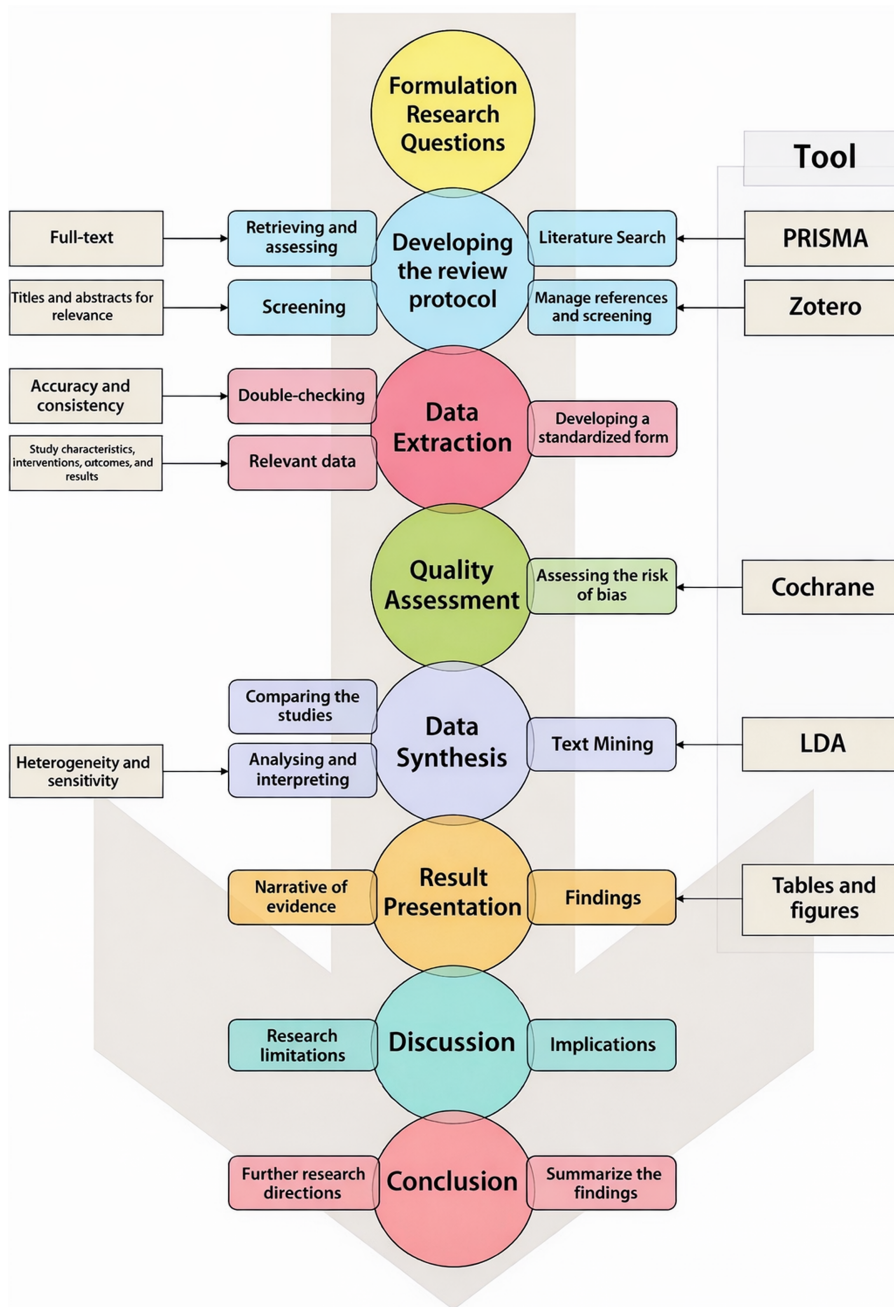 Formulation
Research
Questions
Tool
Full-text
Retrieving and
assessing
Developing
the review
protocol
Literature Search
PRISMA
Titles and abstracts for
relevance
Screening
Manage references
and screening
Zotero
Accuracy and
consistency
Double-checking
Data
Extraction
Developing a
standardized form
Study characteristics,
interventions, outcomes, and
results
Relevant data
Quality
Assessment
Assessing the risk
of bias
Cochrane
Comparing the
studies
Data
Synthesis
Text Mining
LDA
Heterogeneity and
sensitivity
Analysing and
interpreting
Narrative of
evidence
Result
Presentation
Findings
Tables and
figures
Research
limitations
Discussion
Implications
Further research
directions
Conclusion
Summarize the
findings